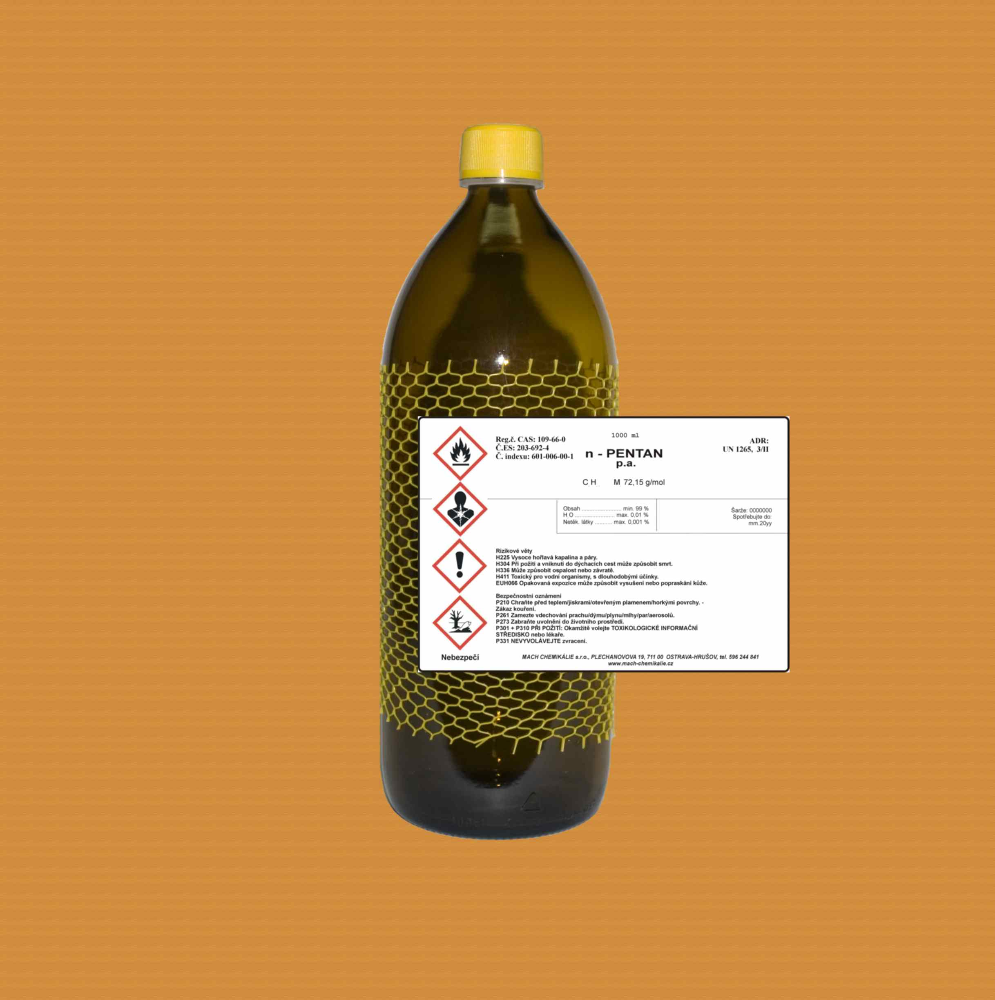 Reg.č. CAS: 109-66-0
Č.ES: 203-692-4
Č. indexu: 601-006-00-1
1000 ml
n - PENTAN
p.a.
C H M 72,15 g/mol
ADR:
UN 1265, 3/II
Obsah .......................... min. 99 %
H O .......................... max. 0,01 %
Netěk. látky ........... max. 0,001 %
Šarže: 0000000
Spotřebujte do:
mm.20yy
Rizikové věty
H225 Vysoce hořlavá kapalina a páry.
H304 Při požití a vniknutí do dýchacích cest může způsobit smrt.
H336 Může způsobit ospalost nebo závratě.
H411 Toxický pro vodní organismy, s dlouhodobými účinky.
EUH066 Opakovaná expozice může způsobit vysušení nebo popraskání kůže.
Bezpečnostní oznámení
P210 Chraňte před teplem/jiskrami/otevřeným plamenem/horkými povrchy. -
Zákaz kouření.
P261 Zamezte vdechování prachu/dýmu/plynu/mlhy/par/aerosolů.
P273 Zabraňte uvolnění do životního prostředí.
P301 + P310 PŘI POŽITÍ: Okamžitě volejte TOXIKOLOGICKÉ INFORMAČNÍ
STŘEDISKO nebo lékaře.
P331 NEVYVOLÁVEJTE zvracení.
Nebezpečí
MACH CHEMIKÁLIE s.r.o., PLECHANOVOVA 19, 711 00 OSTRAVA-HRUŠOV, tel. 596 244 841
www.mach-chemikalie.cz